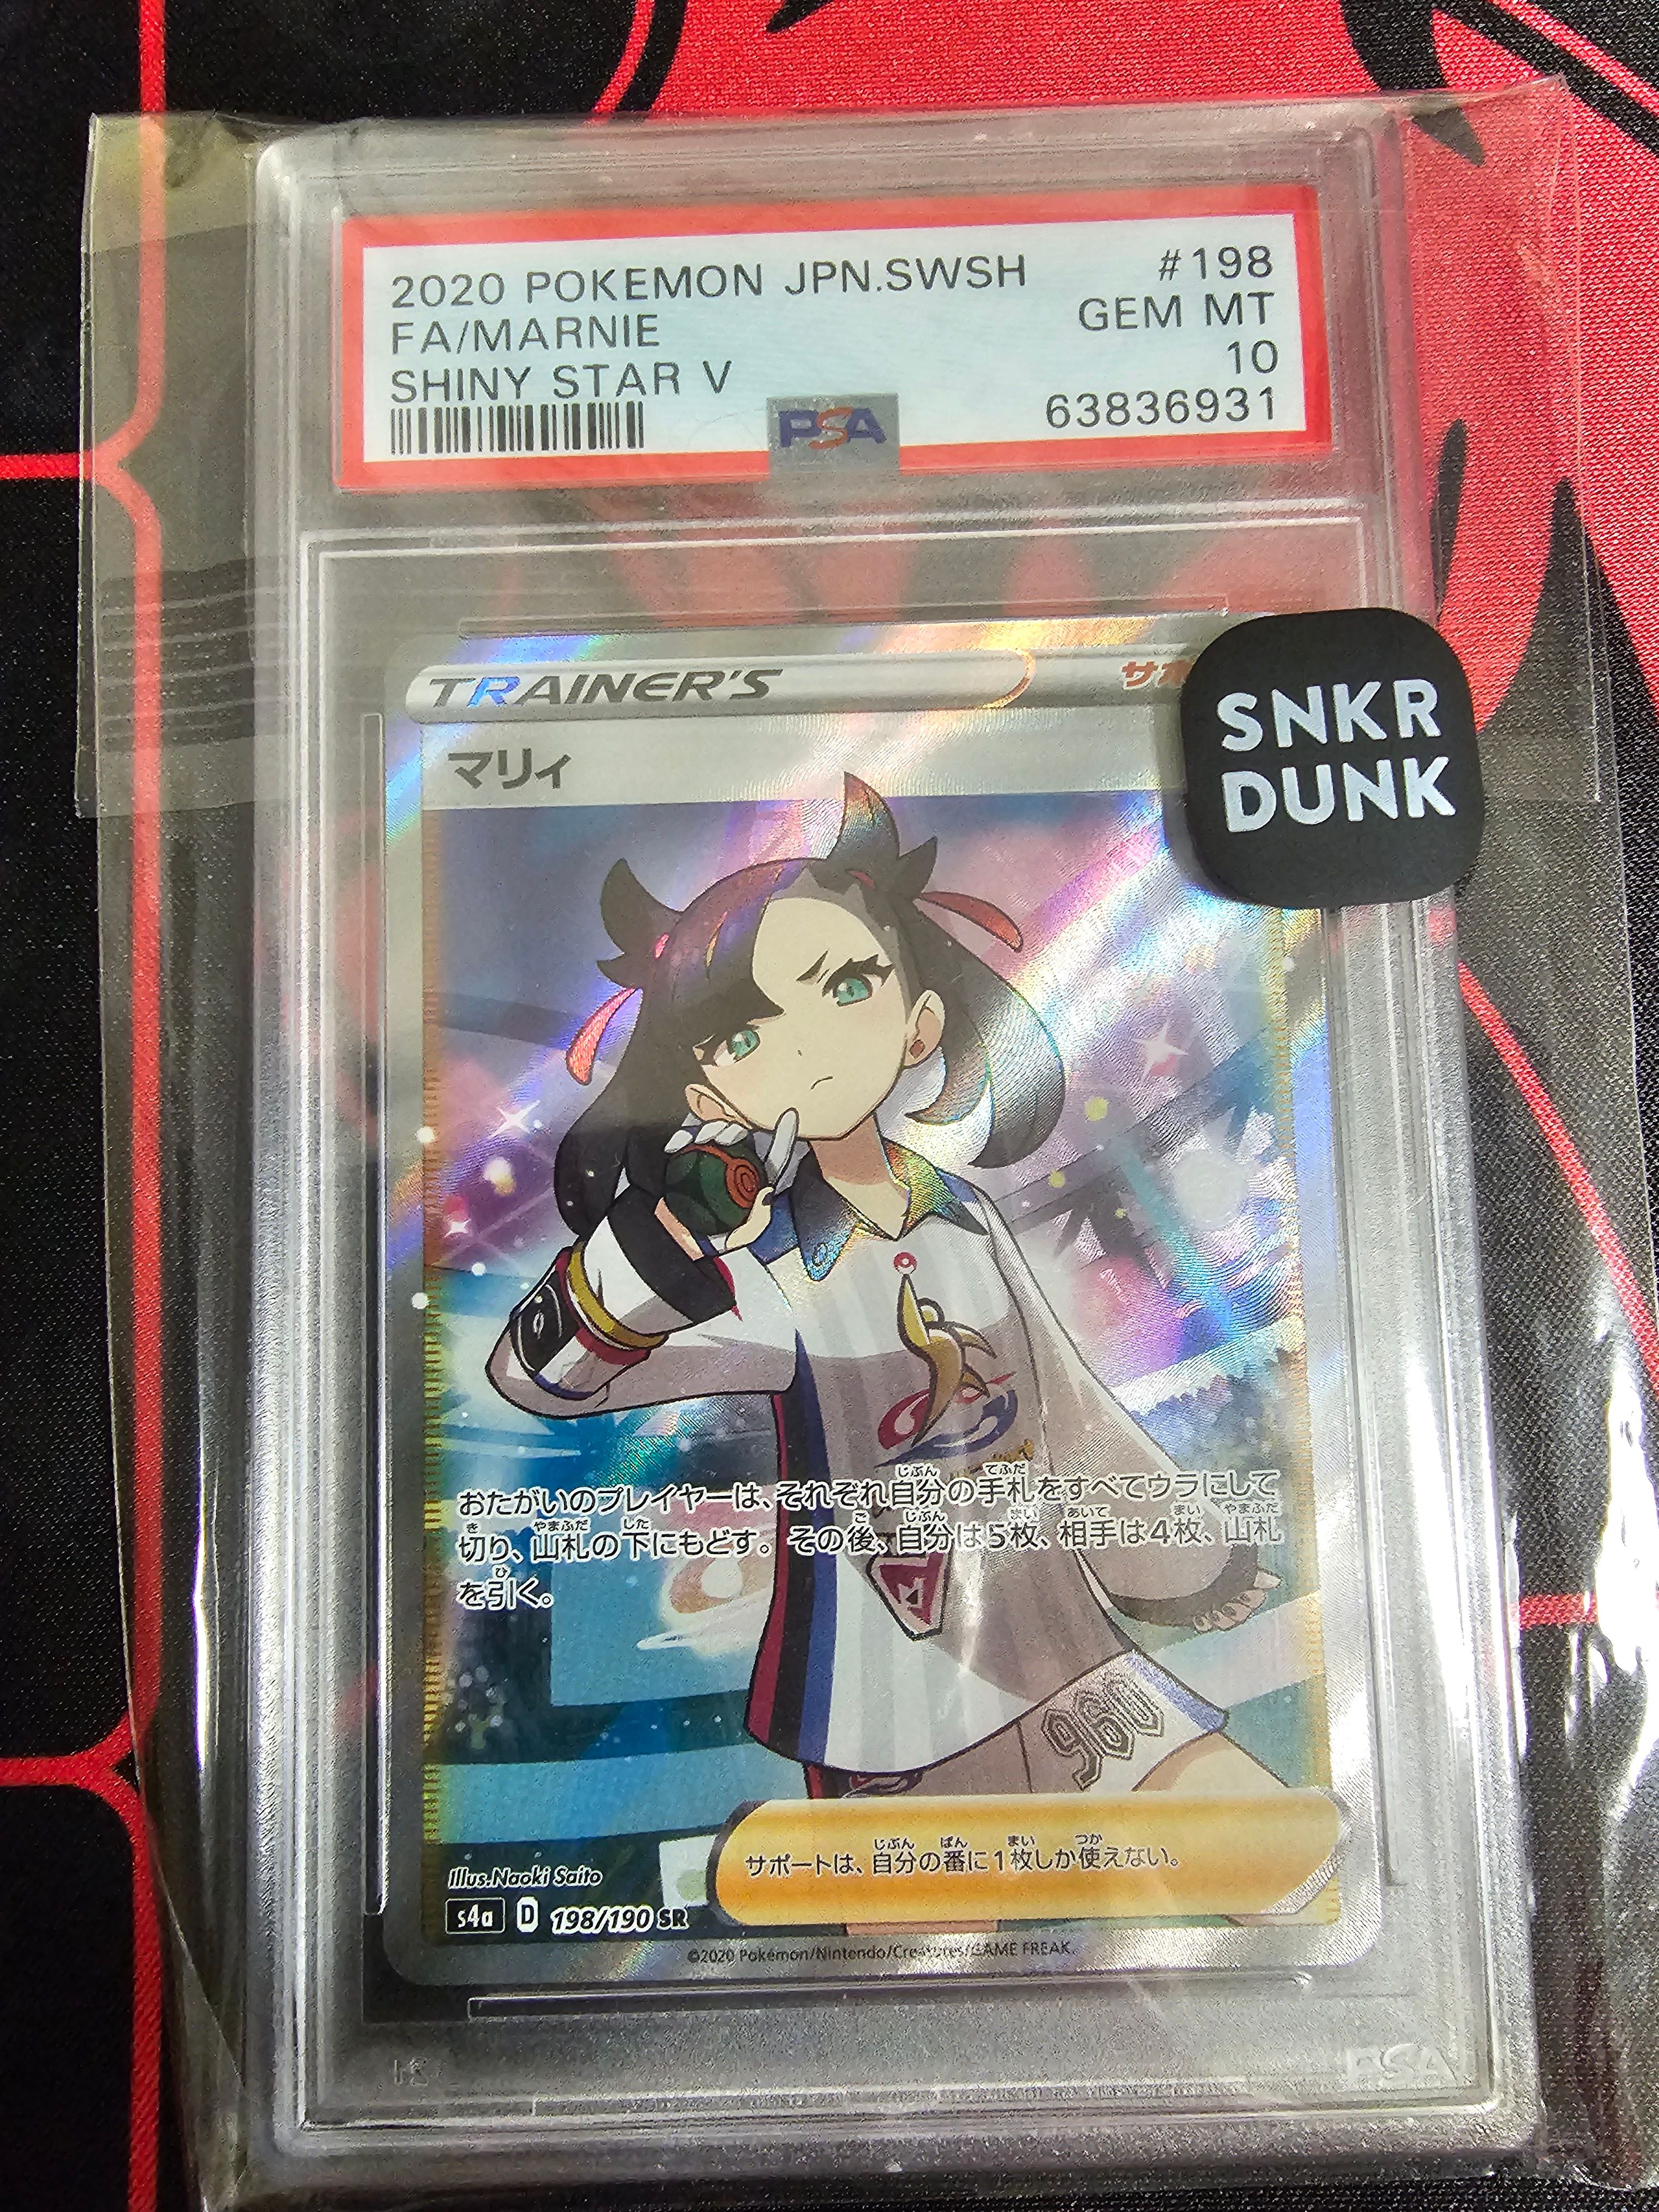 2020 POKEMON JPN.SWSH #198
FA/MARNIE GEM MT
SHINY STAR V 10
PSA 63836931
TRAINER'S サポ
SNKR
DUNK
マリィ
おたがいのプレイヤーは、それぞれ自分の手札をすべてウラにして
切り、山札の下にもどす。その後、自分は5枚、相手は4枚、山札
を引く。
M
960
サポートは、自分の番に1枚しか使えない。
Illus.Naoki Saito
s4a D 198/190 SR
©2020 Pokémon/Nintendo/Creatures/GAME FREAK.
PSA